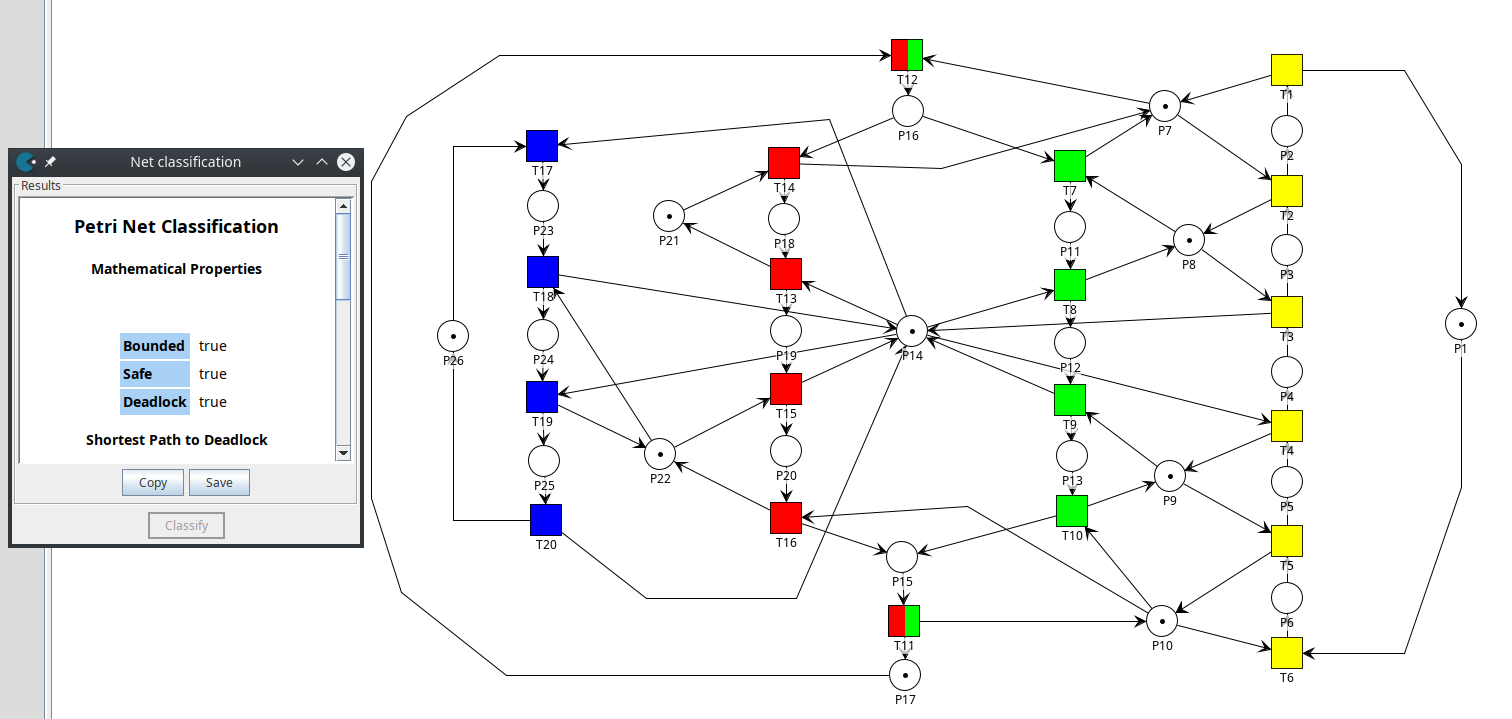 Net classification
Results
Petri Net Classification
Mathematical Properties
Bounded true
Safe true
Deadlock true
Shortest Path to Deadlock
Copy Save
Classify
T12
T1
P16
P7
P2
T17
T14
T7
T2
P23
P21
P18
P11
P8
P3
T18
T13
T8
T3
P26
P24
P19
P14
P12
P4
P1
T19
T15
T9
T4
P25
P22
P20
P13
P9
P5
T20
T16
T10
T5
P15
P6
T11
P10
T6
P17